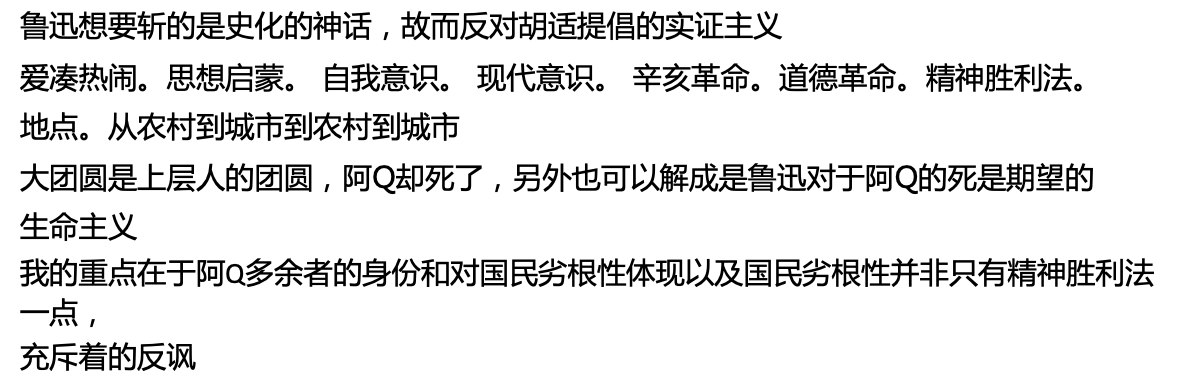 鲁迅想要斩的是史化的神话，故而反对胡适提倡的实证主义
爱凑热闹。思想启蒙。 自我意识。 现代意识。 辛亥革命。道德革命。精神胜利法。
地点。从农村到城市到农村到城市
大团圆是上层人的团圆，阿Q却死了，另外也可以解成是鲁迅对于阿Q的死是期望的
生命主义
我的重点在于阿Q多余者的身份和对国民劣根性体现以及国民劣根性并非只有精神胜利法
一点，
充斥着的反讽